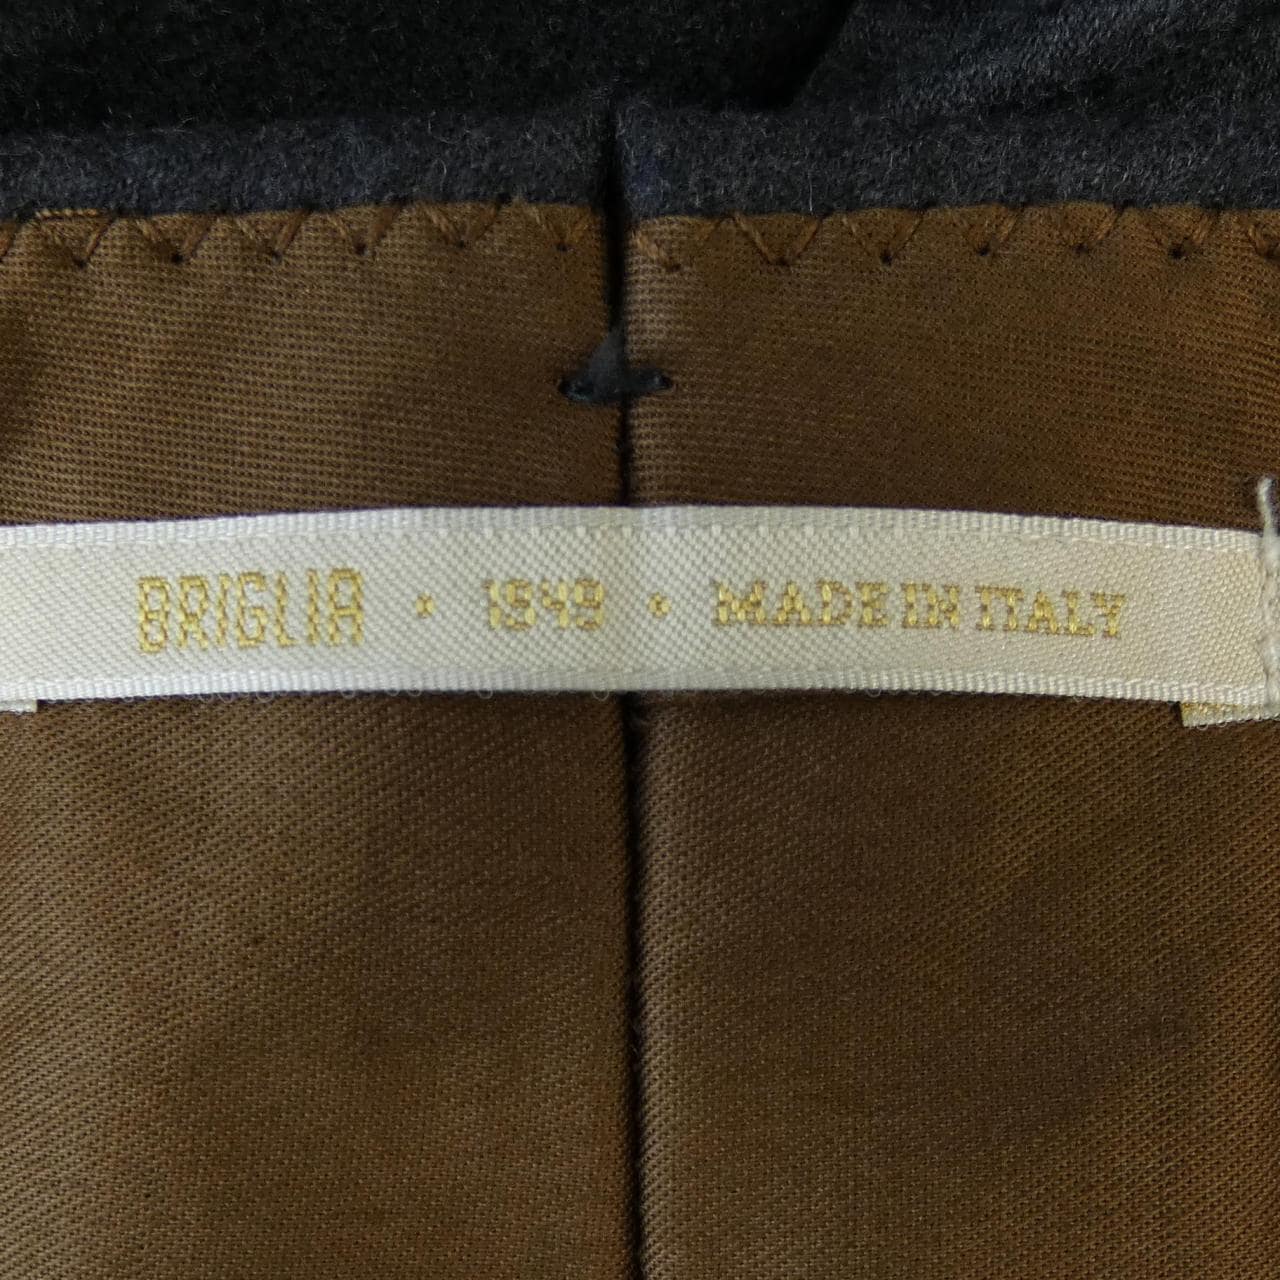 BRIGLIA • 1949 • MADE IN ITALY